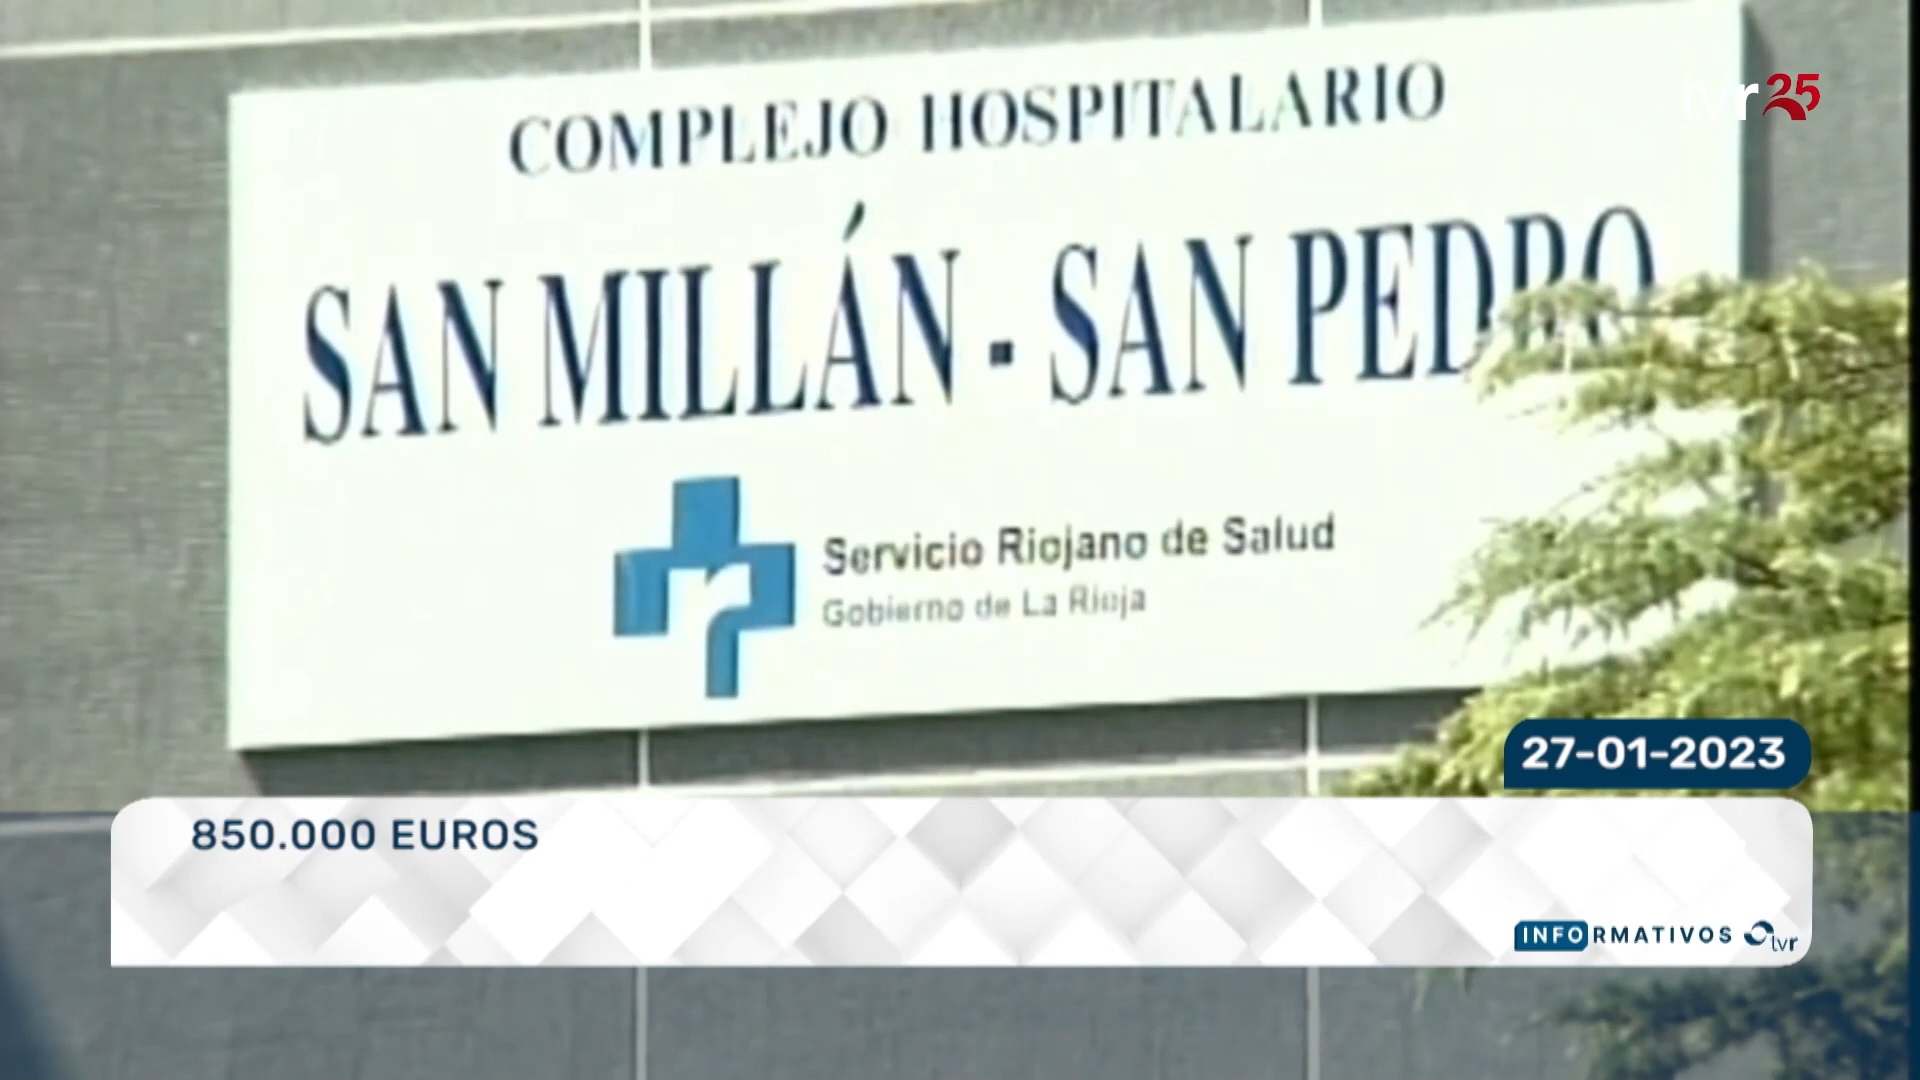 COMPLEJO HOSPITALARIO
tvr 25
SAN MILLÁN - SAN PEDRO
r
Servicio Riojano de Salud
Gobierno de La Rioja
27-01-2023
850.000 EUROS
INFORMATIVOS tvr